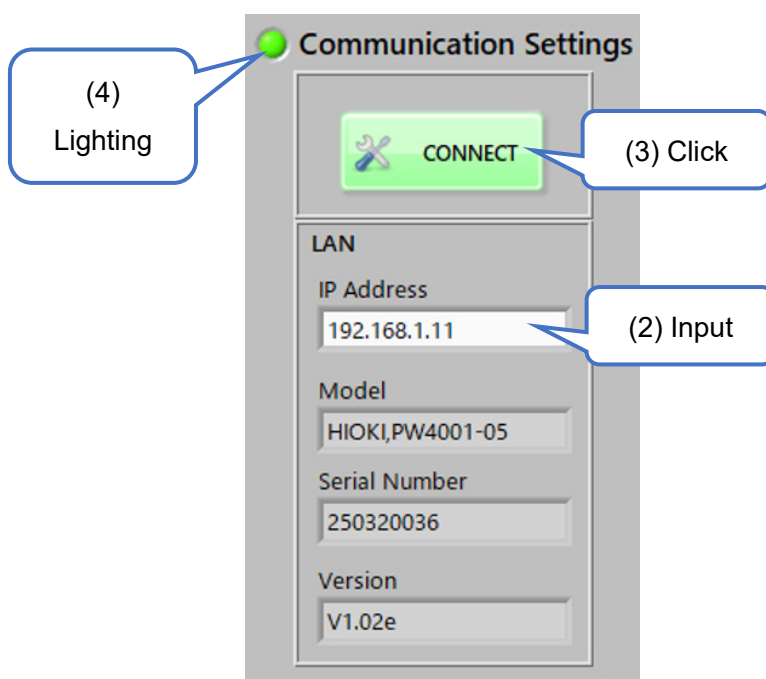 Communication Settings
(4)
Lighting
CONNECT
(3) Click
LAN
IP Address
192.168.1.11
(2) Input
Model
HIOKI,PW4001-05
Serial Number
250320036
Version
V1.02e